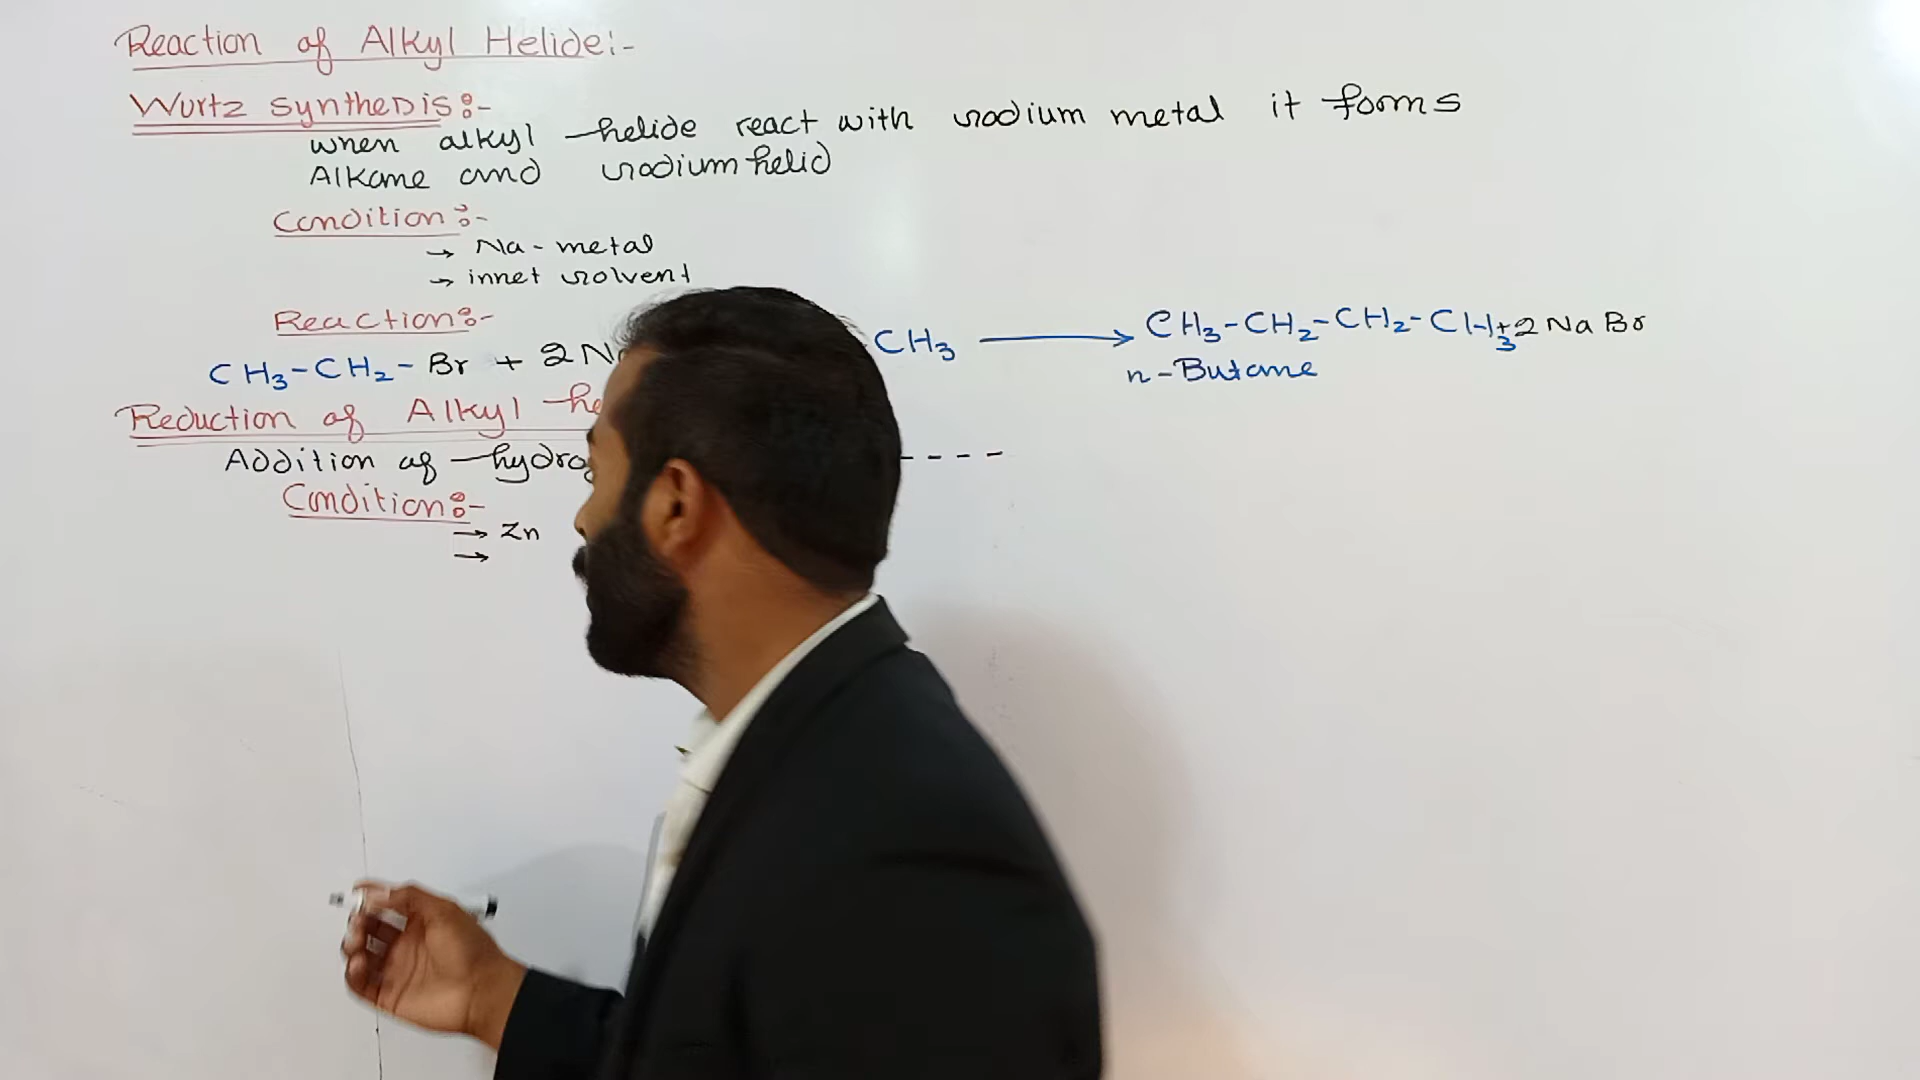 Reaction of Alkyl Helide:-
Wurtz synthesis:-
when alkyl helide react with sodium metal it forms
Alkane and sodium helid
Condition:-
→ Na - metal
→ innet solvent
Reaction:-
CH3-CH2-Br + 2 Na CH3 ⟶ CH3-CH2-CH2-CH3+2NaBr
n-Butane
Reduction of Alkyl
Addition of - - - -
Condition:-
→ Zn
→